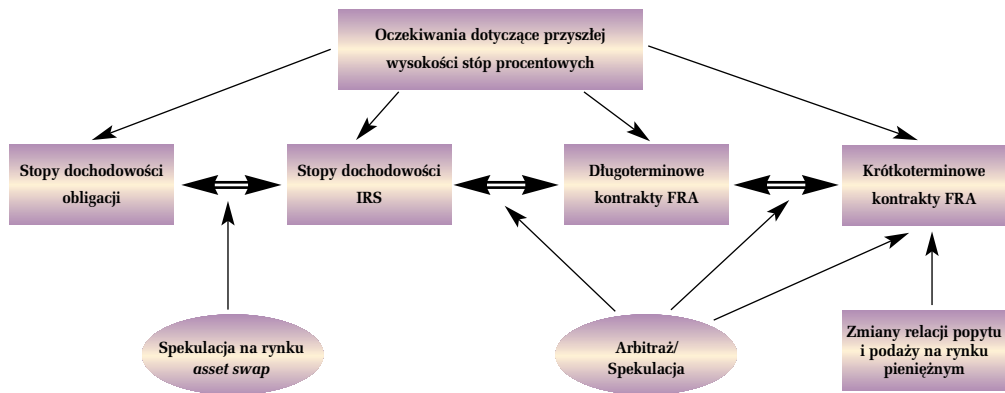 Oczekiwania dotyczące przyszłej
wysokości stóp procentowych
Stopy dochodowości
obligacji
Stopy dochodowości
IRS
Długoterminowe
kontrakty FRA
Krótkoterminowe
kontrakty FRA
Spekulacja na rynku
asset swap
Arbitraż/
Spekulacja
Zmiany relacji popytu
i podaży na rynku
pieniężnym